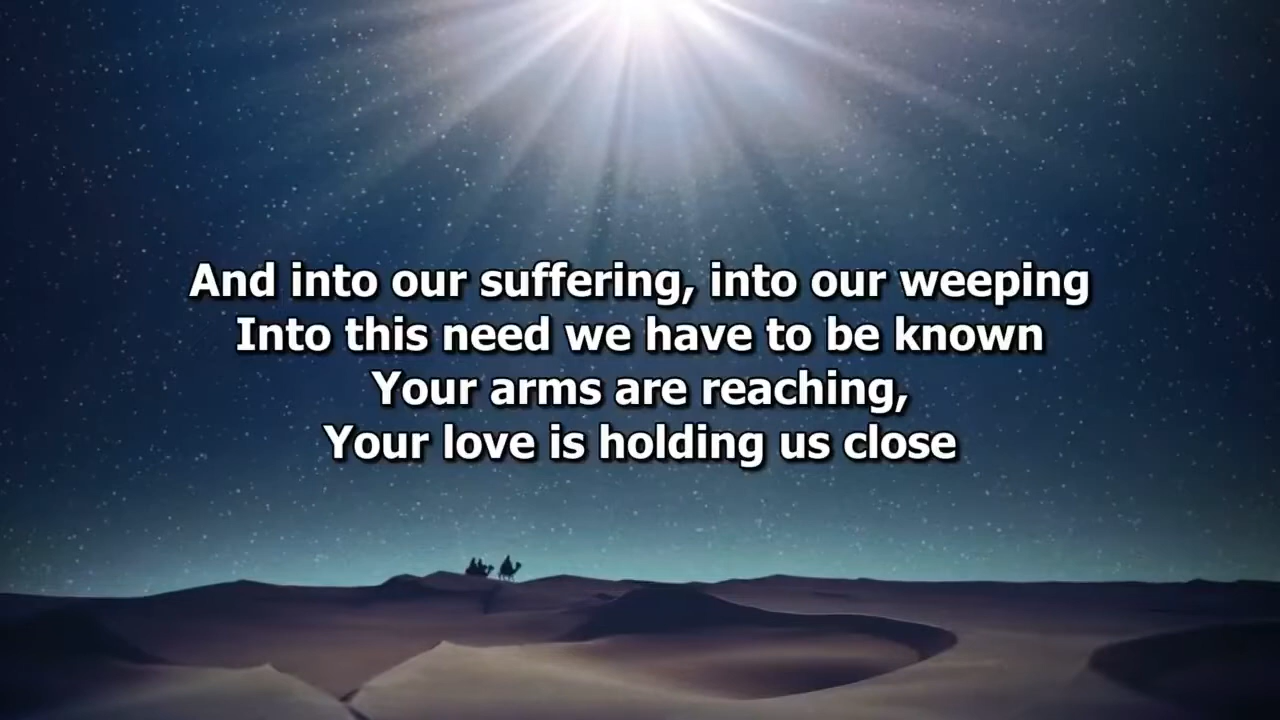 And into our suffering, into our weeping
Into this need we have to be known
Your arms are reaching,
Your love is holding us close